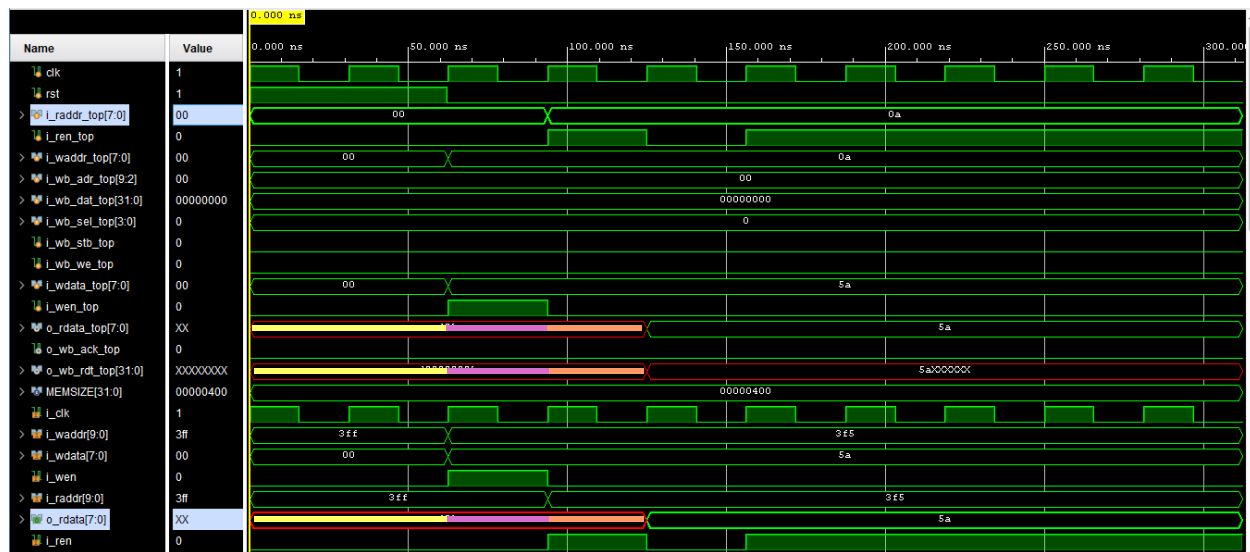 0.000 ns
Name Value 0.000 ns 50.000 ns 100.000 ns 150.000 ns 200.000 ns 250.000 ns
clk 1
rst 1
i_raddr_top[7:0] 00 00 0a
i_ren_top 0
i_waddr_top[7:0] 00 00 0a
i_wb_adr_top[9:2] 00 00
i_wb_dat_top[31:0] 00000000 00000000
i_wb_sel_top[3:0] 0 0
i_wb_stb_top 0
i_wb_we_top 0
i_wdata_top[7:0] 00 00 5a
i_wen_top 0
o_rdata_top[7:0] XX 5a
o_wb_ack_top 0
o_wb_rdt_top[31:0] XXXXXXXX 5aXXXXXX
MEMSIZE[31:0] 00000400 00000400
i_clk 1
i_waddr[9:0] 3ff 3ff 3f5
i_wdata[7:0] 00 00 5a
i_wen 0
i_raddr[9:0] 3ff 3ff 3f5
o_rdata[7:0] XX 5a
i_ren 0